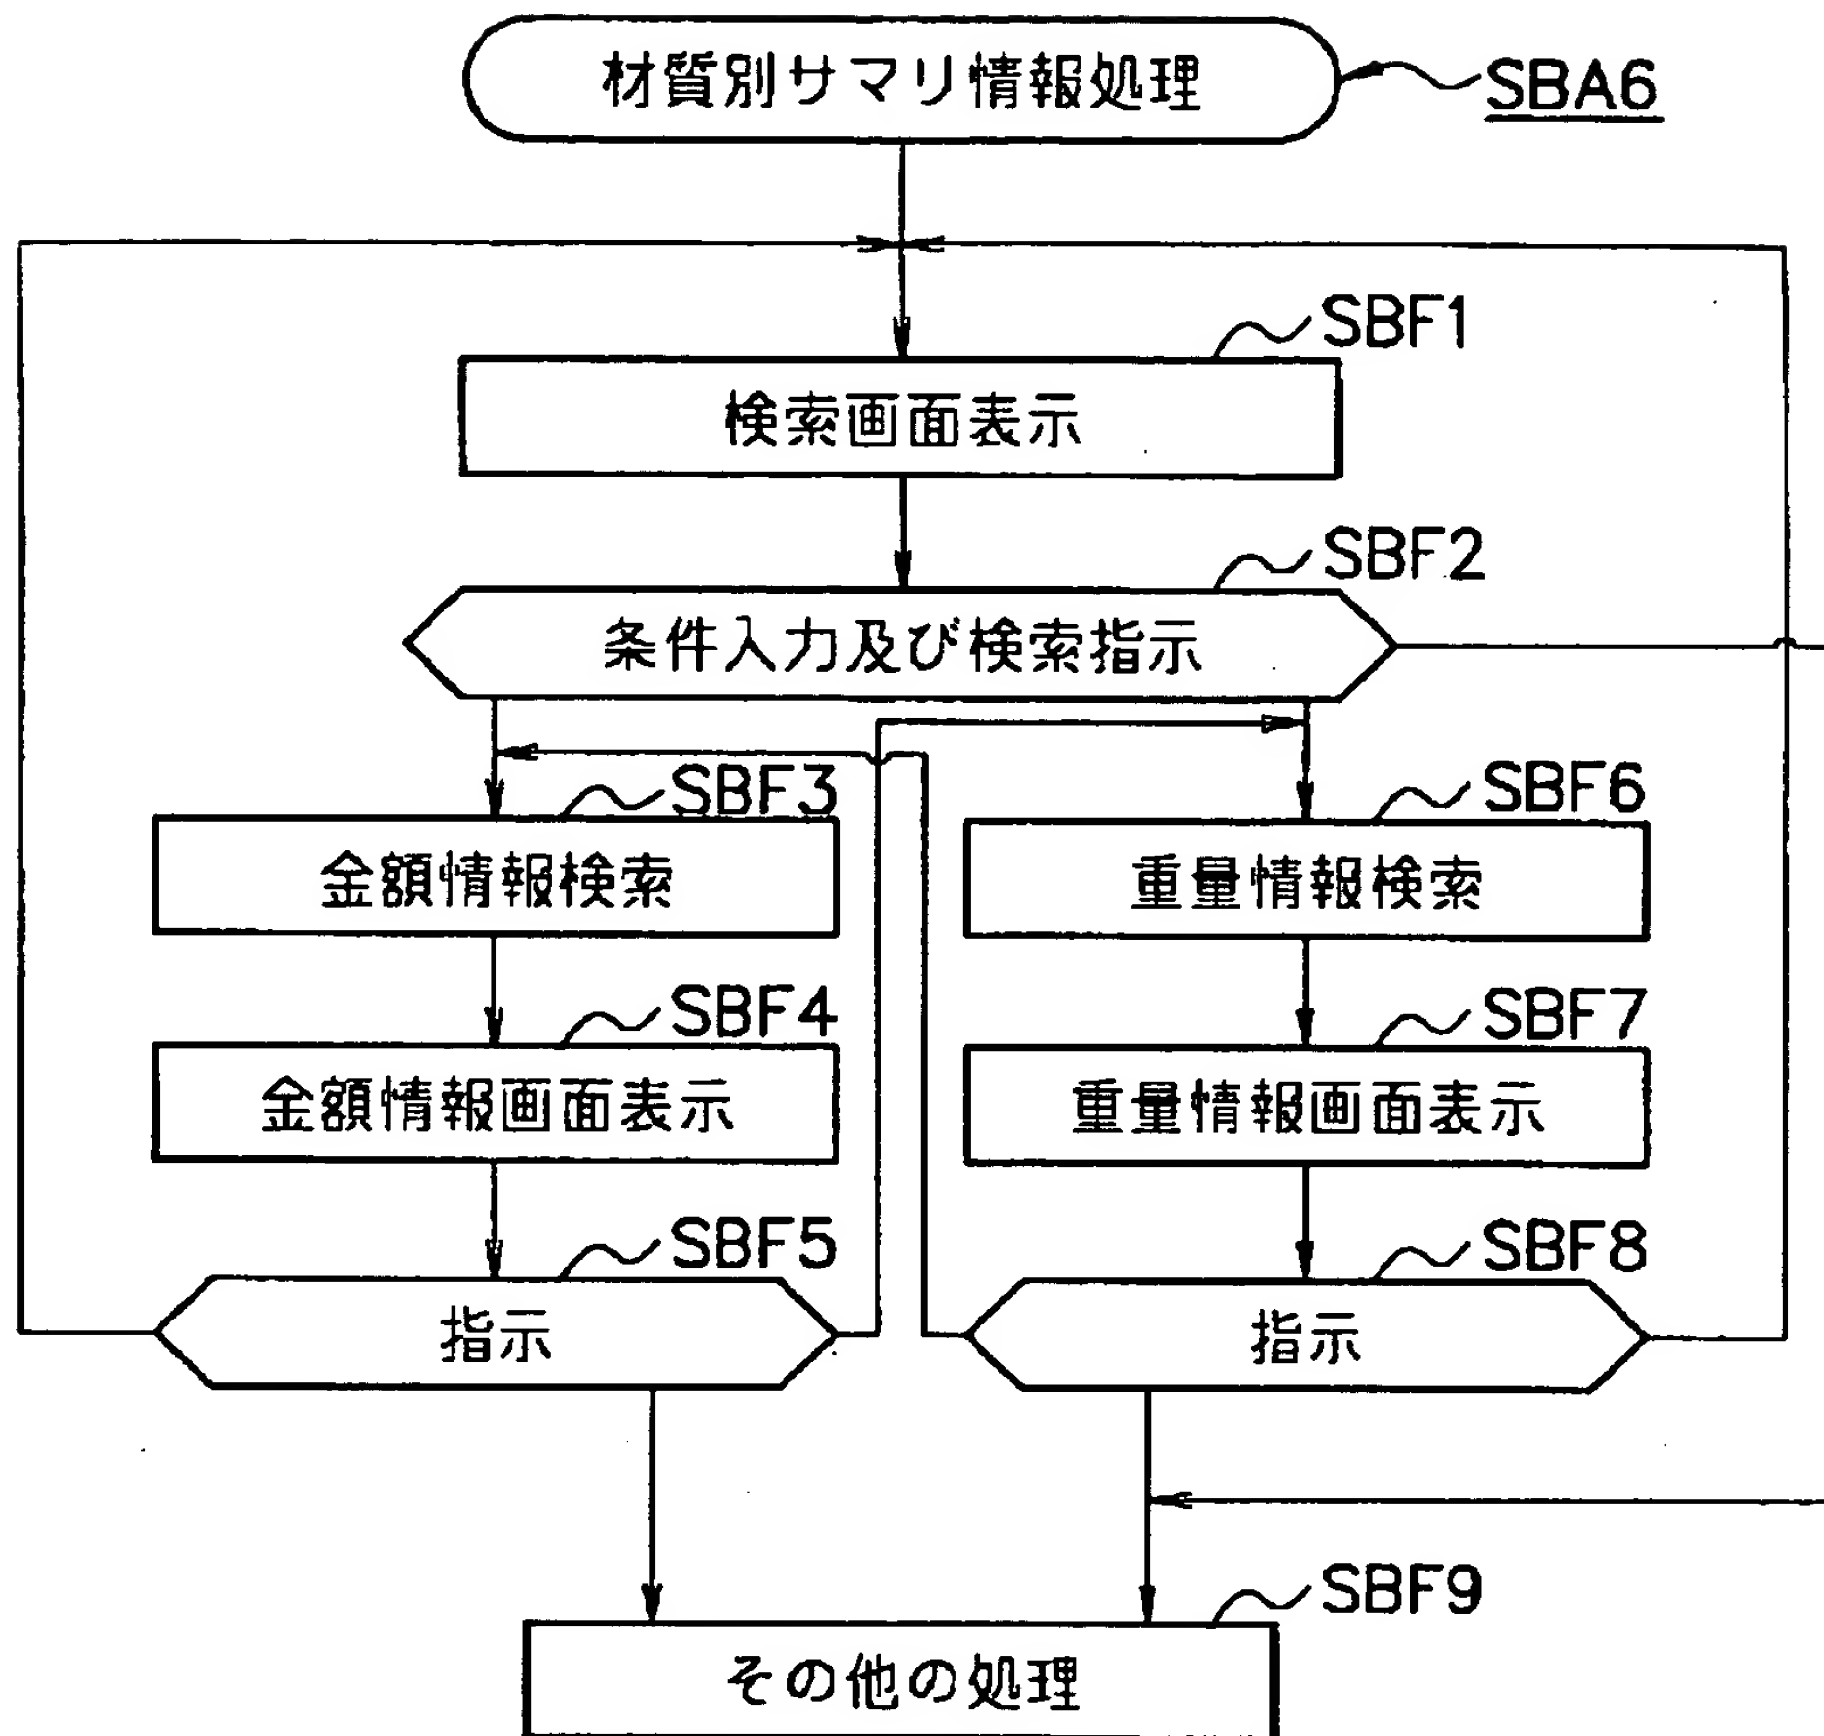 材質別サマリ情報処理
SBA6
SBF1
検索画面表示
SBF2
条件入力及び検索指示
SBF3
金額情報検索
SBF6
重量情報検索
SBF4
金額情報画面表示
SBF7
重量情報画面表示
SBF5
指示
SBF8
指示
SBF9
その他の処理